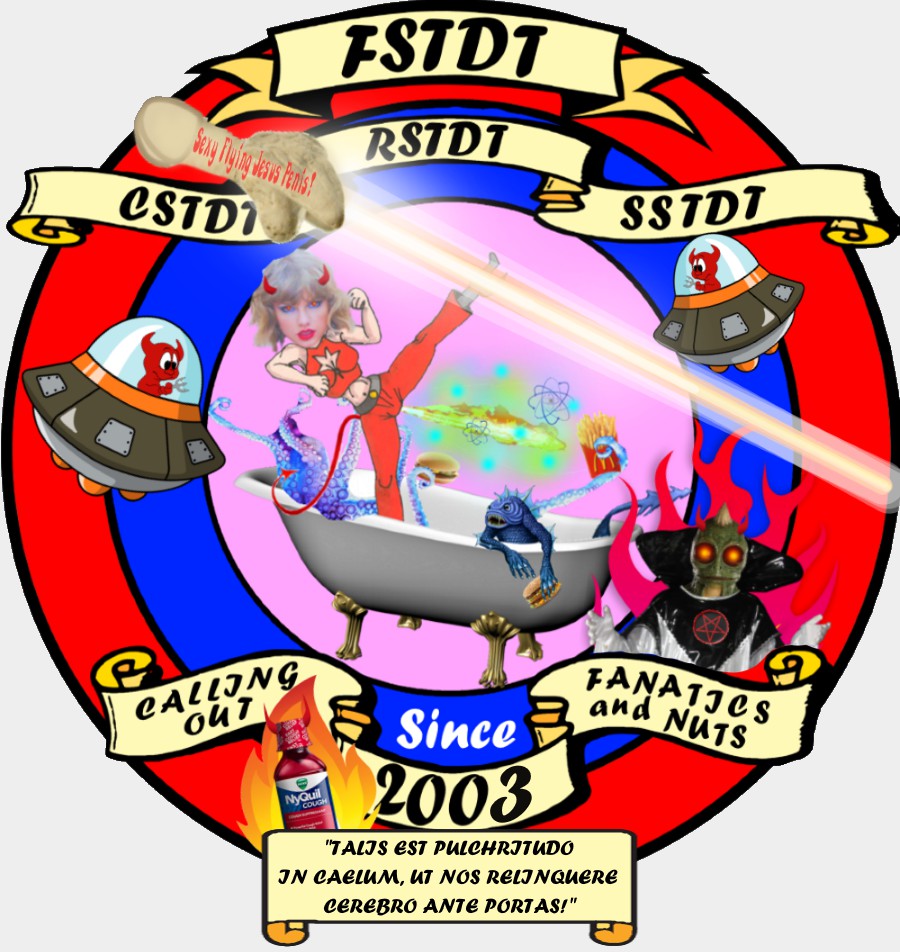 FSTDT
RSTDT
Sexy Flying Jesus Penis!
CSTDT
SSTDT
CALLING
OUT
FANATICS
and NUTS
Since
2003
NyQuil
COUGH
"TALIS EST PULCHRITUDO
IN CAELUM, UT NOS RELINQUERE
CEREBRO ANTE PORTAS!"